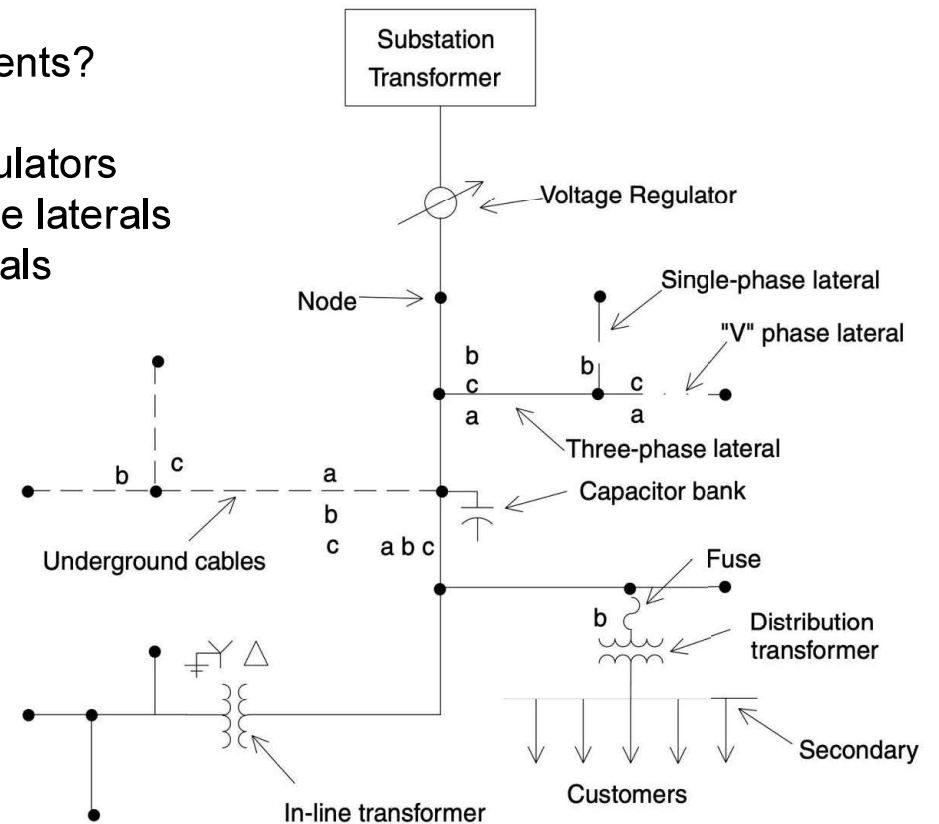 ents?
ulators
e laterals
als
Substation
Transformer
Voltage Regulator
Node
Single-phase lateral
"V" phase lateral
b
c
a
b
c
a
Three-phase lateral
b
c
a
b
c
Underground cables
Capacitor bank
a b c
Fuse
b
Distribution
transformer
Secondary
Customers
In-line transformer